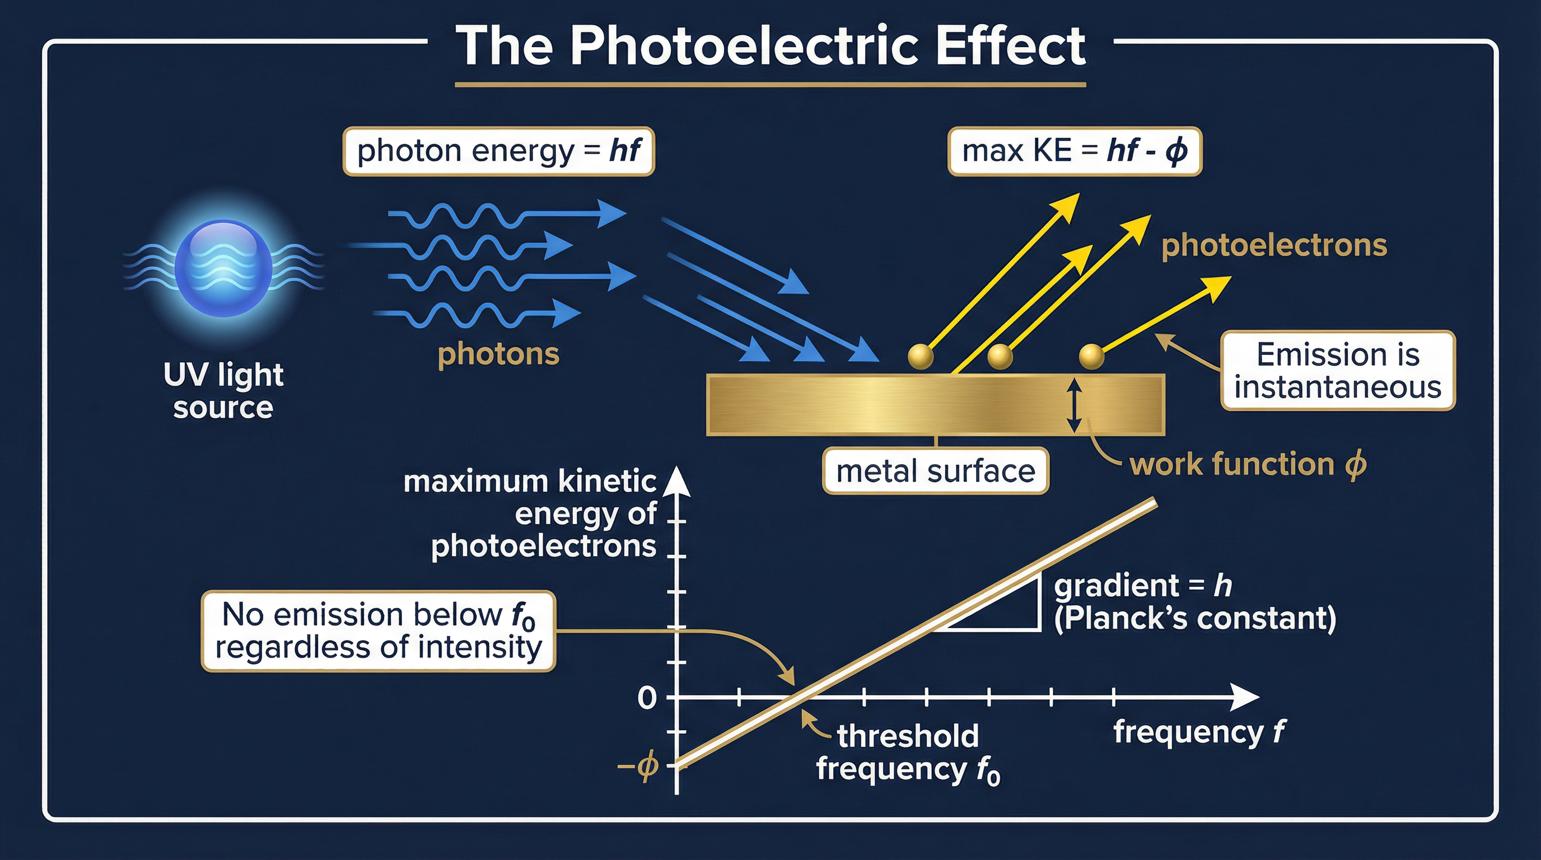 The Photoelectric Effect
photon energy = hf
max KE = hf - ϕ
photoelectrons
photons
UV light
source
Emission is
instantaneous
metal surface
work function ϕ
maximum kinetic
energy of
photoelectrons
gradient = h
(Planck’s constant)
No emission below f₀
regardless of intensity
0
−ϕ
threshold
frequency f₀
frequency f